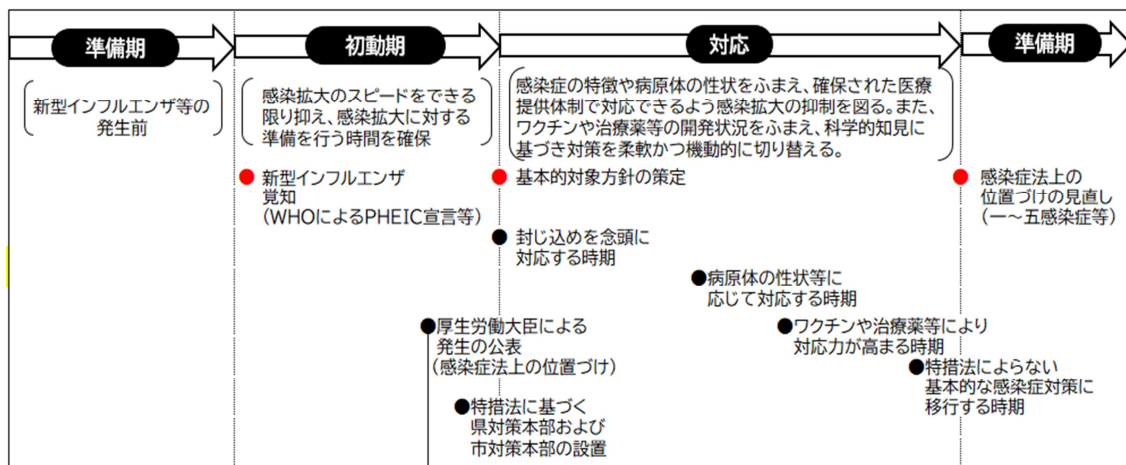 準備期
初動期
対応
準備期
新型インフルエンザ等の
発生前
感染拡大のスピードをできる
限り抑え、感染拡大に対する
準備を行う時間を確保
感染症の特徴や病原体の性状をふまえ、確保された医療
提供体制で対応できるよう感染拡大の抑制を図る。また、
ワクチンや治療薬等の開発状況をふまえ、科学的知見に
基づき対策を柔軟かつ機動的に切り替える。
●新型インフルエンザ
覚知
(WHOによるPHEIC宣言等)
●基本的対象方針の策定
●感染症法上の
位置づけの見直し
(一～五感染症等)
●封じ込めを念頭に
対応する時期
●病原体の性状等に
応じて対応する時期
●厚生労働大臣による
発生の公表
(感染症法上の位置づけ)
●ワクチンや治療薬等により
対応力が高まる時期
●特措法によらない
基本的な感染症対策に
移行する時期
●特措法に基づく
県対策本部および
市対策本部の設置